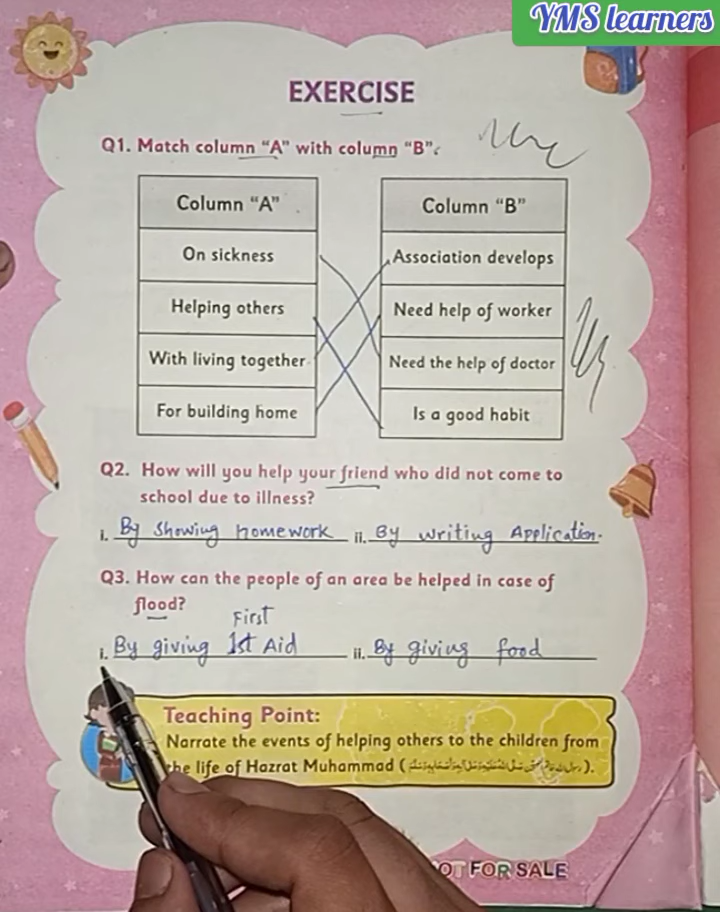 YMS learners
EXERCISE
Q1. Match column "A" with column "B".
Column "A"
On sickness
Helping others
With living together
For building home
Column "B"
Association develops
Need help of worker
Need the help of doctor
Is a good habit
Q2. How will you help your friend who did not come to
school due to illness?
i. By showing homework ii. By writing Application.
Q3. How can the people of an area be helped in case of
flood?
First
i. By giving 1st Aid ii. By giving food
Teaching Point:
Narrate the events of helping others to the children from
the life of Hazrat Muhammad ( ).
OT FOR SALE